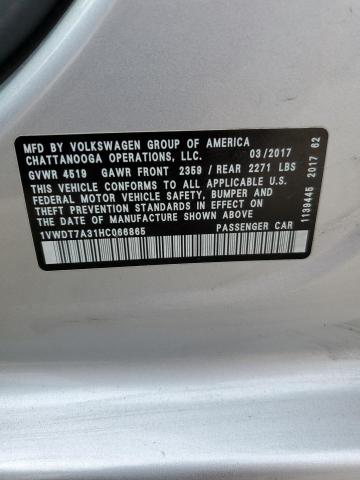 MFD BY VOLKSWAGEN GROUP OF AMERICA
CHATTANOOGA OPERATIONS, LLC. 03/2017
GVWR 4519 GAWR FRONT 2359 / REAR 2271 LBS
THIS VEHICLE CONFORMS TO ALL APPLICABLE U.S.
FEDERAL MOTOR VEHICLE SAFETY, BUMPER AND
THEFT PREVENTION STANDARDS IN EFFECT ON THE
DATE OF MANUFACTURE SHOWN ABOVE.
1VWDT7A31HC066865 PASSENGER CAR
1139445 2017 62